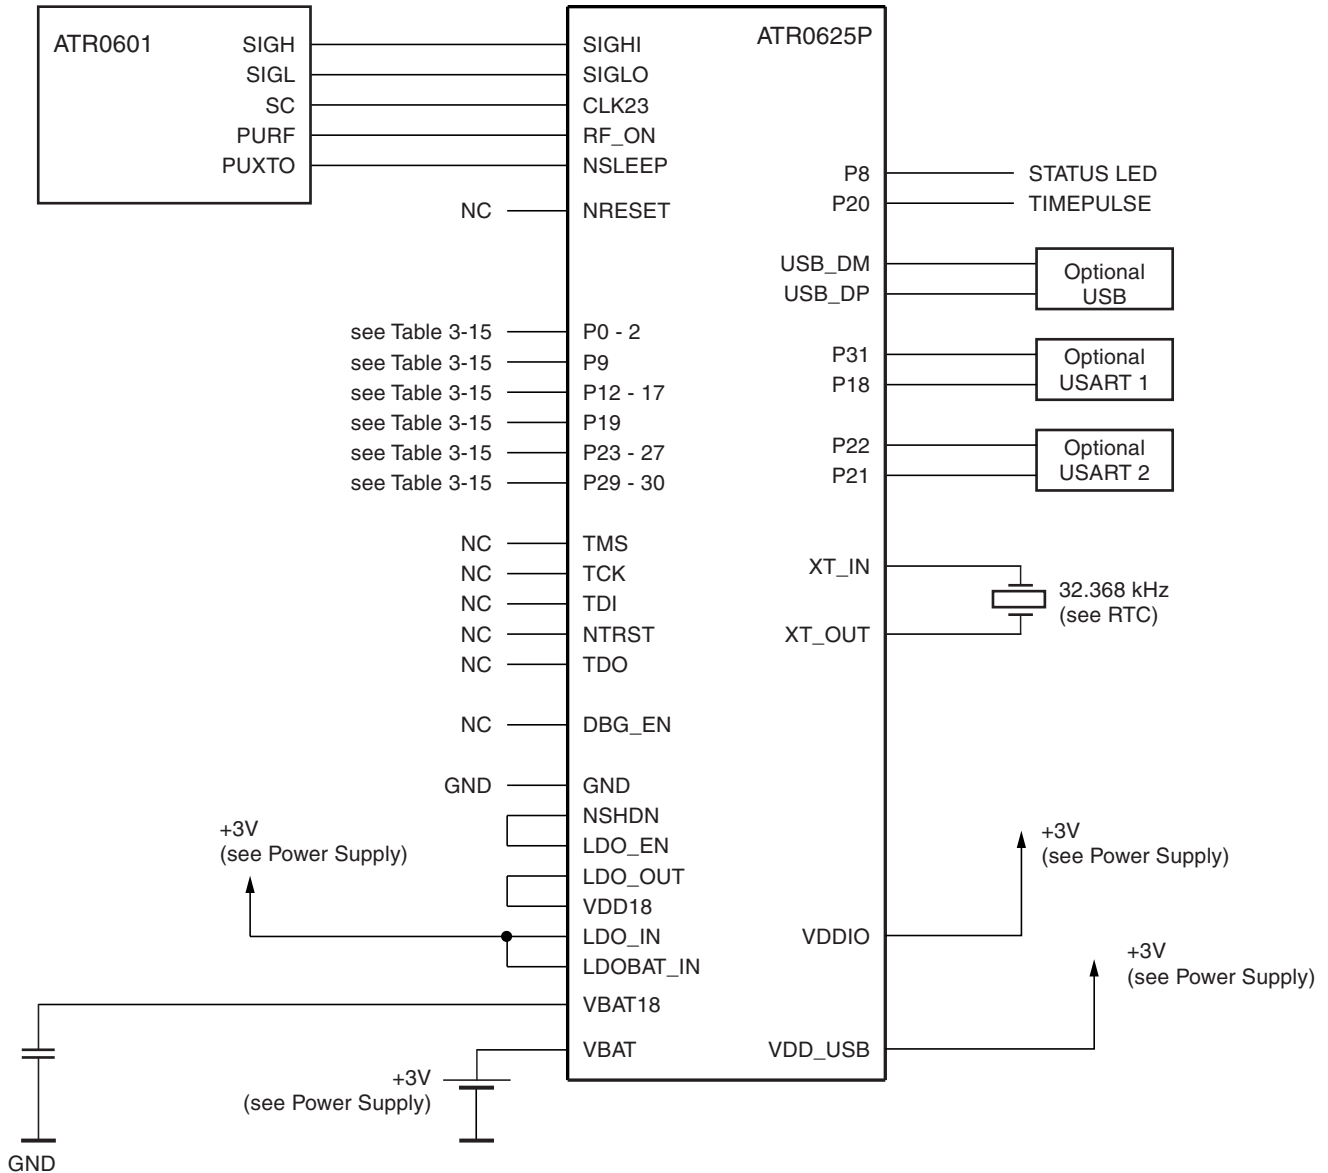 ATR0601
SIGH
SIGL
SC
PURF
PUXTO
ATR0625P
SIGHI
SIGLO
CLK23
RF_ON
NSLEEP
NC NRESET
see Table 3-15 P0 - 2
see Table 3-15 P9
see Table 3-15 P12 - 17
see Table 3-15 P19
see Table 3-15 P23 - 27
see Table 3-15 P29 - 30
NC TMS
NC TCK
NC TDI
NC NTRST
NC TDO
NC DBG_EN
GND GND
NSHDN
LDO_EN
LDO_OUT
VDD18
LDO_IN
LDOBAT_IN
VBAT18
VBAT
+3V
(see Power Supply)
+3V
(see Power Supply)
GND
P8 STATUS LED
P20 TIMEPULSE
USB_DM
USB_DP
Optional
USB
P31
P18
Optional
USART 1
P22
P21
Optional
USART 2
XT_IN
XT_OUT
32.368 kHz
(see RTC)
VDDIO
+3V
(see Power Supply)
VDD_USB
+3V
(see Power Supply)